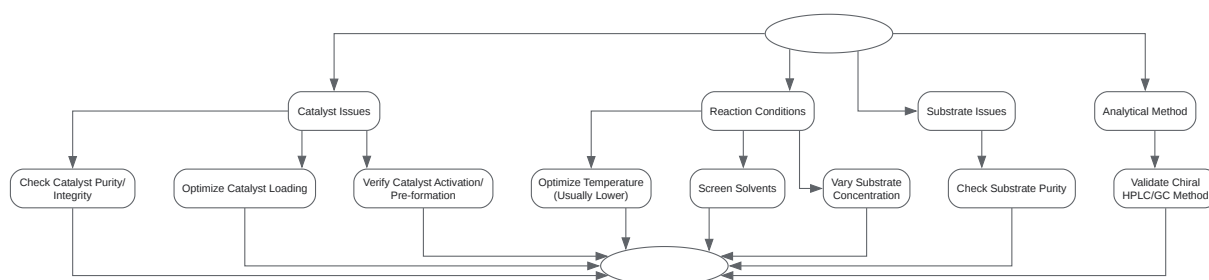 Catalyst Issues
Reaction Conditions
Substrate Issues
Analytical Method
Check Catalyst Purity/
Integrity
Optimize Catalyst Loading
Verify Catalyst Activation/
Pre-formation
Optimize Temperature
(Usually Lower)
Screen Solvents
Vary Substrate
Concentration
Check Substrate Purity
Validate Chiral
HPLC/GC Method